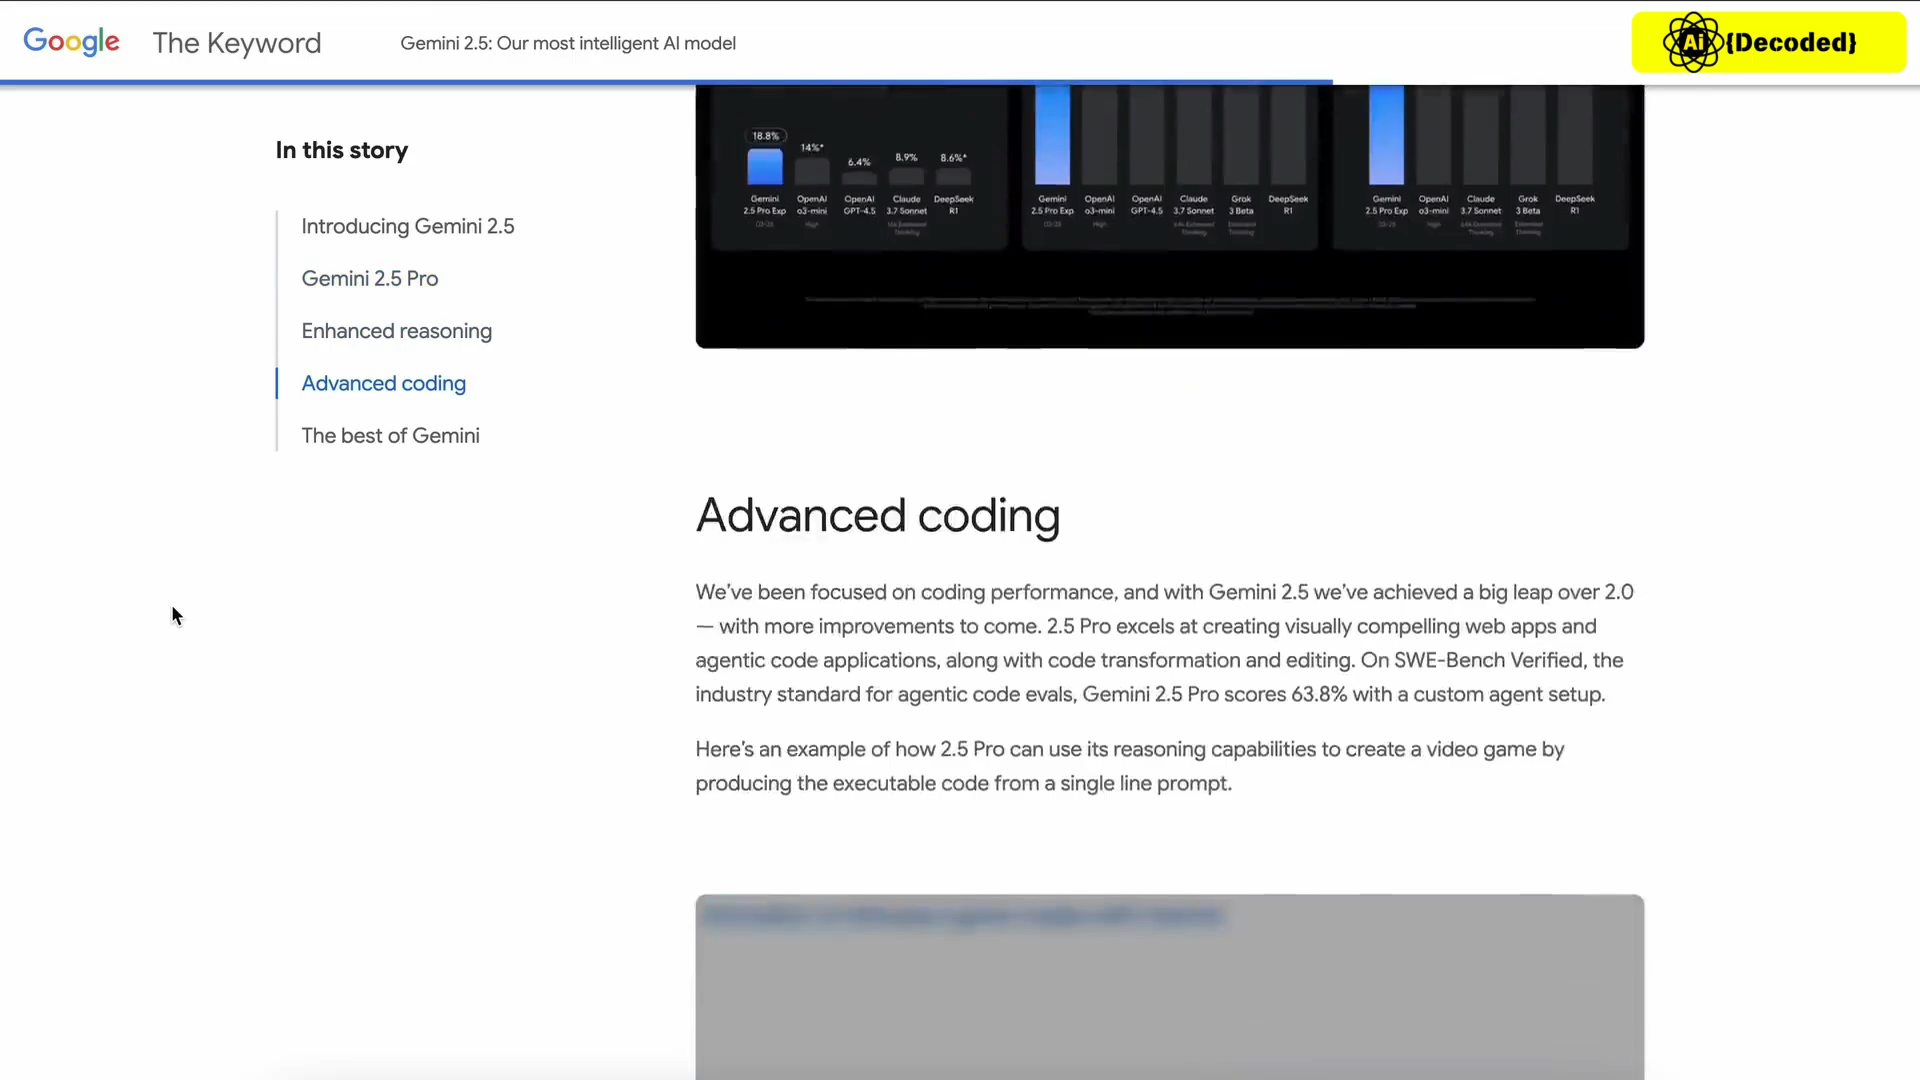 Google The Keyword Gemini 2.5: Our most intelligent AI model
Ai {Decoded}
In this story
Introducing Gemini 2.5
Gemini 2.5 Pro
Enhanced reasoning
Advanced coding
The best of Gemini
18.8% 14%* 6.4% 8.9% 8.6%*
Gemini OpenAI OpenAI Claude DeepSeek
2.5 Pro Exp o3-mini GPT-4.5 3.7 Sonnet R1
03-25 High
Gemini OpenAI OpenAI Claude Grok DeepSeek
2.5 Pro Exp o3-mini GPT-4.5 3.7 Sonnet 3 Beta R1
03-25 High
Gemini OpenAI Claude Grok DeepSeek
2.5 Pro Exp o3-mini 3.7 Sonnet 3 Beta R1
03-25 High
Advanced coding
We've been focused on coding performance, and with Gemini 2.5 we've achieved a big leap over 2.0
— with more improvements to come. 2.5 Pro excels at creating visually compelling web apps and
agentic code applications, along with code transformation and editing. On SWE-Bench Verified, the
industry standard for agentic code evals, Gemini 2.5 Pro scores 63.8% with a custom agent setup.
Here's an example of how 2.5 Pro can use its reasoning capabilities to create a video game by
producing the executable code from a single line prompt.